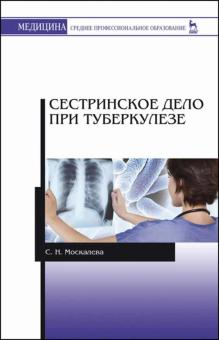 МЕДИЦИНА
СРЕДНЕЕ ПРОФЕССИОНАЛЬНОЕ ОБРАЗОВАНИЕ
СЕСТРИНСКОЕ ДЕЛО
ПРИ ТУБЕРКУЛЕЗЕ
С. Н. Москалева